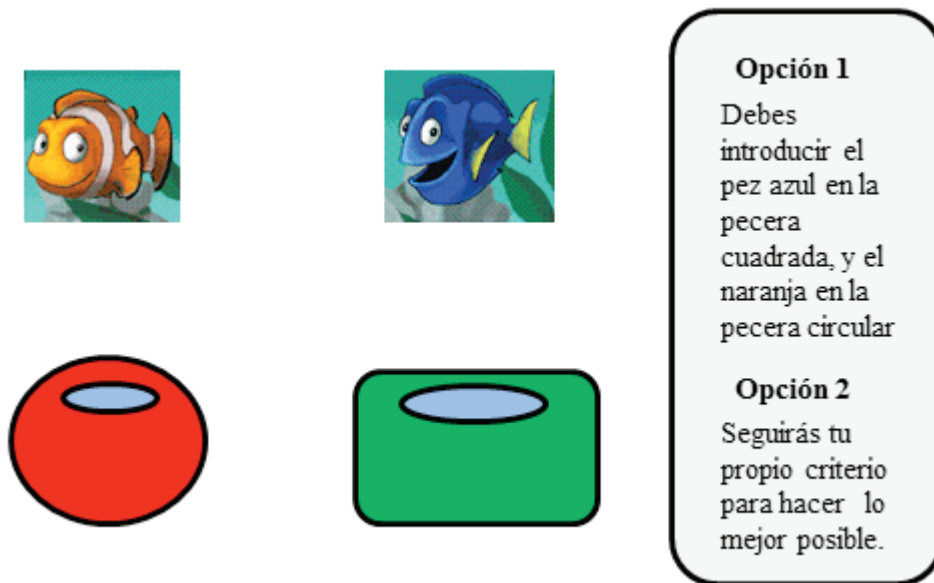 Opción 1
Debes
introducir el
pez azul en la
pecera
cuadrada, y el
naranja en la
pecera circular
Opción 2
Seguirás tu
propio criterio
para hacer lo
mejor posible.